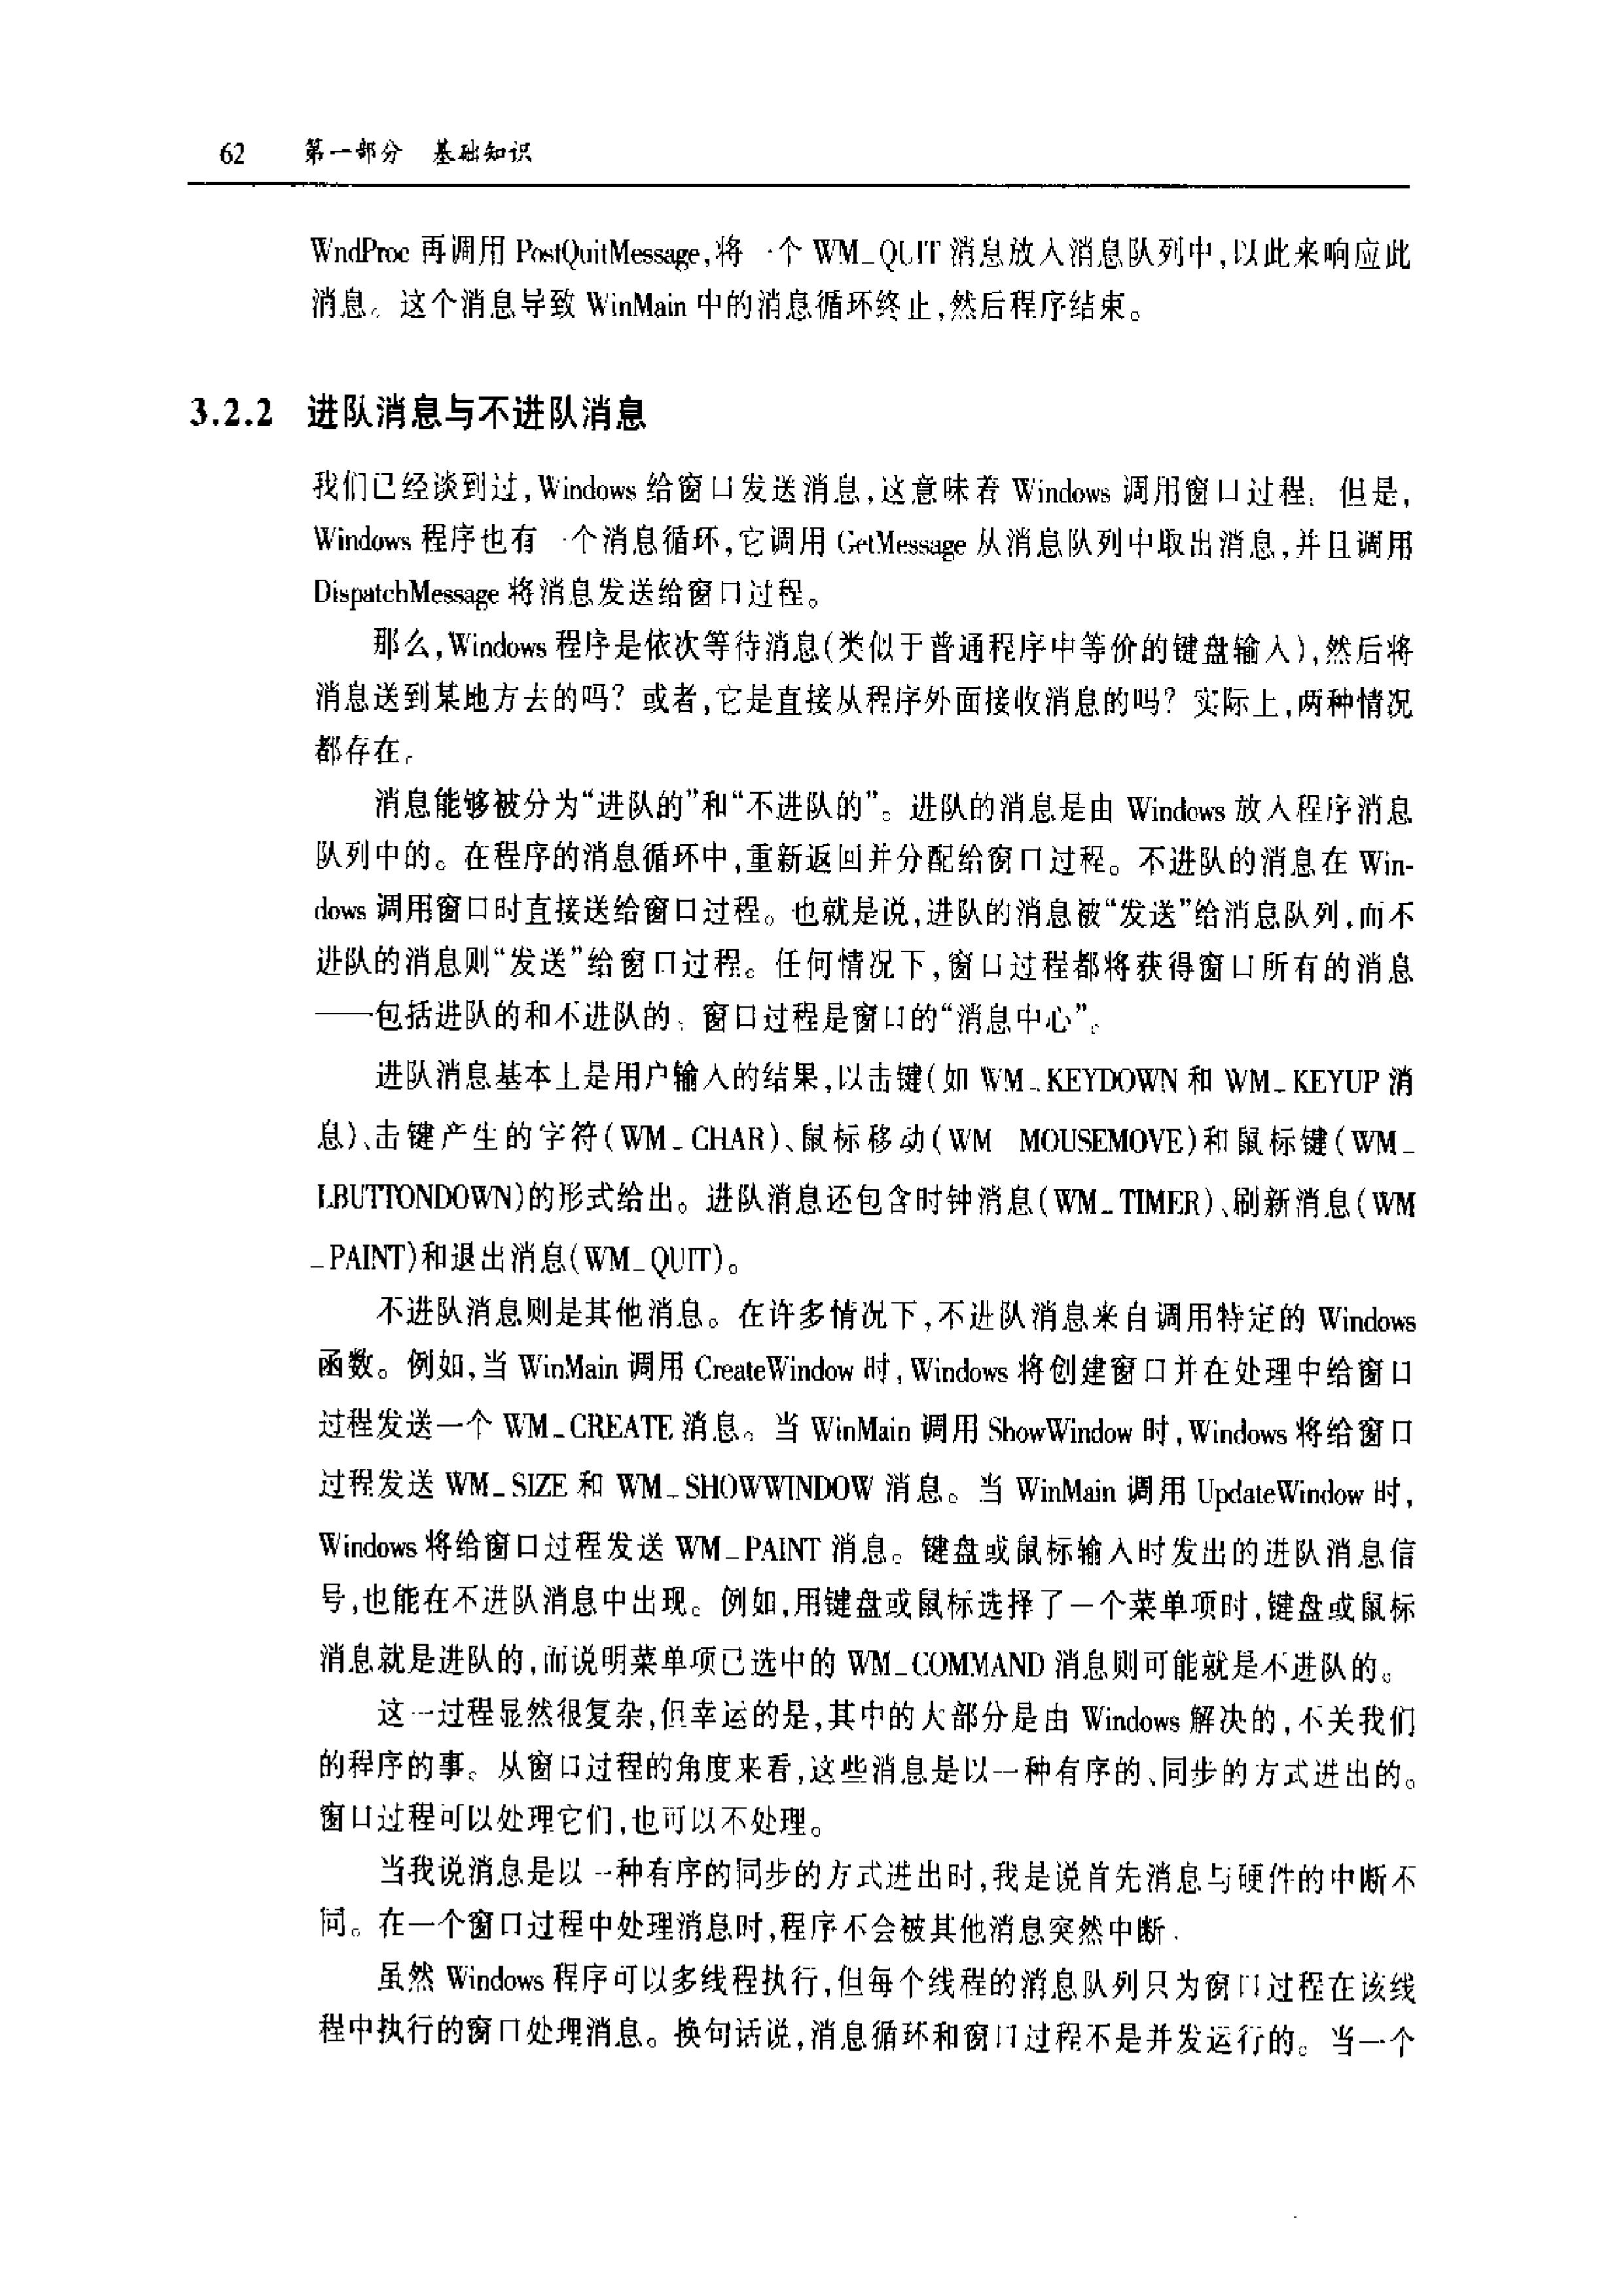 62 第一部分 基础知识
WndProc 再调用 PostQuitMessage,将一个 WM_QUIT 消息放入消息队列中,以此来响应此
消息。这个消息导致 WinMain 中的消息循环终止,然后程序结束。
3.2.2 进队消息与不进队消息
我们已经谈到过,Windows 给窗口发送消息,这意味着 Windows 调用窗口过程。但是,
Windows 程序也有一个消息循环,它调用 GetMessage 从消息队列中取出消息,并且调用
DispatchMessage 将消息发送给窗口过程。
那么,Windows 程序是依次等待消息(类似于普通程序中等价的键盘输入),然后将
消息送到某地方去的吗? 或者,它是直接从程序外面接收消息的吗? 实际上,两种情况
都存在。
消息能够被分为“进队的”和“不进队的”。进队的消息是由 Windows 放入程序消息
队列中的。在程序的消息循环中,重新返回并分配给窗口过程。不进队的消息在 Win-
dows 调用窗口时直接送给窗口过程。也就是说,进队的消息被“发送”给消息队列,而不
进队的消息则“发送”给窗口过程。任何情况下,窗口过程都将获得窗口所有的消息
——包括进队的和不进队的。窗口过程是窗口的“消息中心”。
进队消息基本上是用户输入的结果,以击键(如 WM_KEYDOWN 和 WM_KEYUP 消
息)、击键产生的字符(WM_CHAR)、鼠标移动(WM_MOUSEMOVE)和鼠标键(WM_
LBUTTONDOWN)的形式给出。进队消息还包含时钟消息(WM_TIMER)、刷新消息(WM
_PAINT)和退出消息(WM_QUIT)。
不进队消息则是其他消息。在许多情况下,不进队消息来自调用特定的 Windows
函数。例如,当 WinMain 调用 CreateWindow 时,Windows 将创建窗口并在处理中给窗口
过程发送一个 WM_CREATE 消息。当 WinMain 调用 ShowWindow 时,Windows 将给窗口
过程发送 WM_SIZE 和 WM_SHOWWINDOW 消息。当 WinMain 调用 UpdateWindow 时,
Windows 将给窗口过程发送 WM_PAINT 消息。键盘或鼠标输入时发出的进队消息信
号,也能在不进队消息中出现。例如,用键盘或鼠标选择了一个菜单项时,键盘或鼠标
消息就是进队的,而说明菜单项已选中的 WM_COMMAND 消息则可能就是不进队的。
这一过程显然很复杂,但幸运的是,其中的大部分是由 Windows 解决的,不关我们
的程序的事。从窗口过程的角度来看,这些消息是以一种有序的、同步的方式进出的。
窗口过程可以处理它们,也可以不处理。
当我说消息是以一种有序的同步的方式进出时,我是说首先消息与硬件的中断不
同。在一个窗口过程中处理消息时,程序不会被其他消息突然中断.
虽然 Windows 程序可以多线程执行,但每个线程的消息队列只为窗口过程在该线
程中执行的窗口处理消息。换句话说,消息循环和窗口过程不是并发运行的。当一个